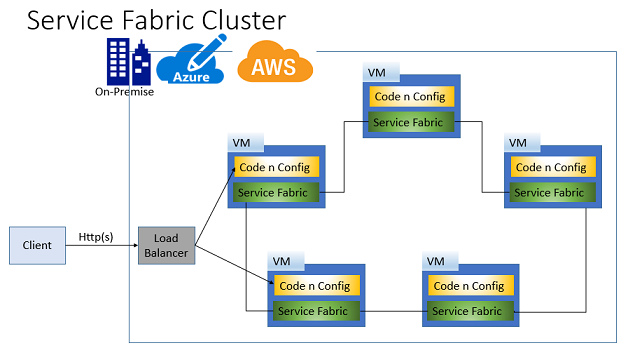 Service Fabric Cluster
On-Premise
Azure
AWS
VM
Code n Config
Service Fabric
VM
Code n Config
Service Fabric
VM
Code n Config
Service Fabric
Client
Http(s)
Load
Balancer
VM
Code n Config
Service Fabric
VM
Code n Config
Service Fabric